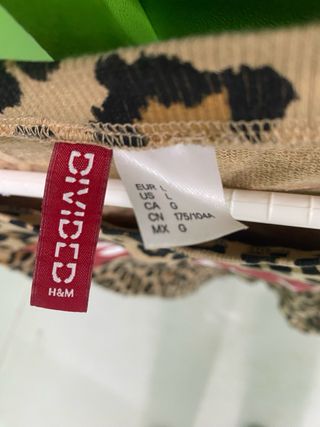 DIVIDED
H&M
EUR L
US L
CA G
CN 175/104A
MX G